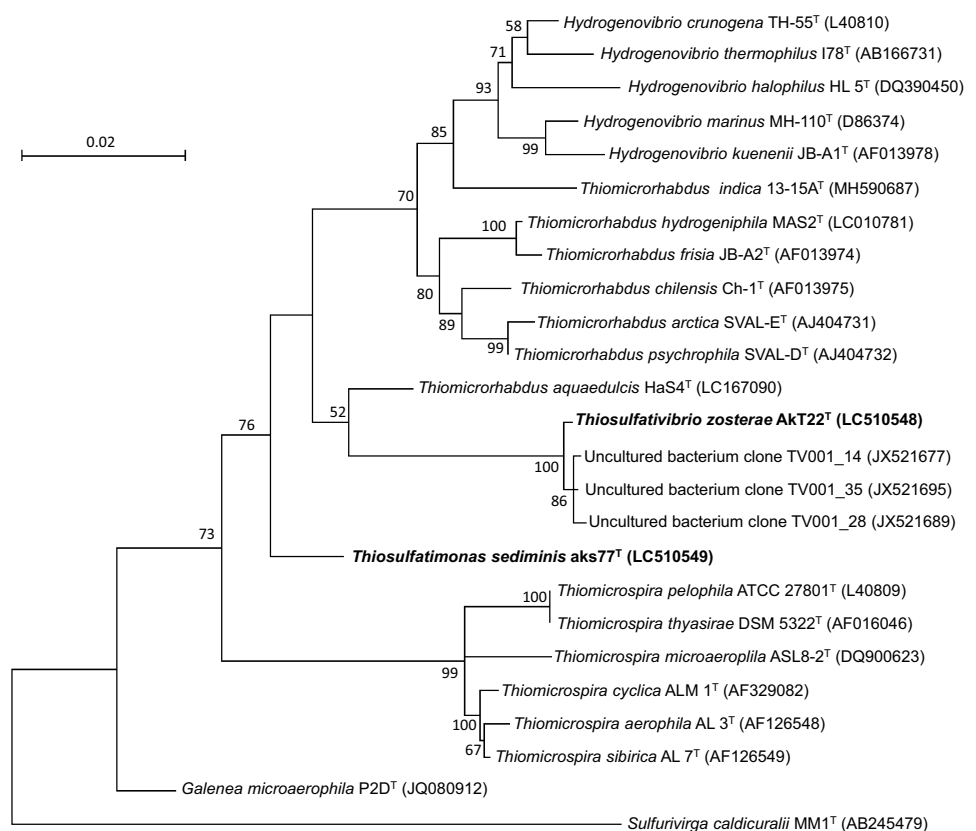 58
Hydrogenovibrio crunogena TH-55ᵀ (L40810)
Hydrogenovibrio thermophilus I78ᵀ (AB166731)
71
Hydrogenovibrio halophilus HL 5ᵀ (DQ390450)
93
Hydrogenovibrio marinus MH-110ᵀ (D86374)
85
99
Hydrogenovibrio kuenenii JB-A1ᵀ (AF013978)
0.02
Thiomicrorhabdus indica 13-15Aᵀ (MH590687)
70
100
Thiomicrorhabdus hydrogeniphila MAS2ᵀ (LC010781)
Thiomicrorhabdus frisia JB-A2ᵀ (AF013974)
80
Thiomicrorhabdus chilensis Ch-1ᵀ (AF013975)
89
Thiomicrorhabdus arctica SVAL-Eᵀ (AJ404731)
99
Thiomicrorhabdus psychrophila SVAL-Dᵀ (AJ404732)
Thiomicrorhabdus aquaedulcis HaS4ᵀ (LC167090)
52
Thiosulfativibrio zosterae AkT22ᵀ (LC510548)
76
Uncultured bacterium clone TV001_14 (JX521677)
100
Uncultured bacterium clone TV001_35 (JX521695)
86
Uncultured bacterium clone TV001_28 (JX521689)
73
Thiosulfatimonas sediminis aks77ᵀ (LC510549)
100
Thiomicrospira pelophila ATCC 27801ᵀ (L40809)
Thiomicrospira thyasirae DSM 5322ᵀ (AF016046)
Thiomicrospira microaeroplila ASL8-2ᵀ (DQ900623)
99
Thiomicrospira cyclica ALM 1ᵀ (AF329082)
100
Thiomicrospira aerophila AL 3ᵀ (AF126548)
67
Thiomicrospira sibirica AL 7ᵀ (AF126549)
Galenea microaerophila P2Dᵀ (JQ080912)
Sulfurivirga caldicuralii MM1ᵀ (AB245479)